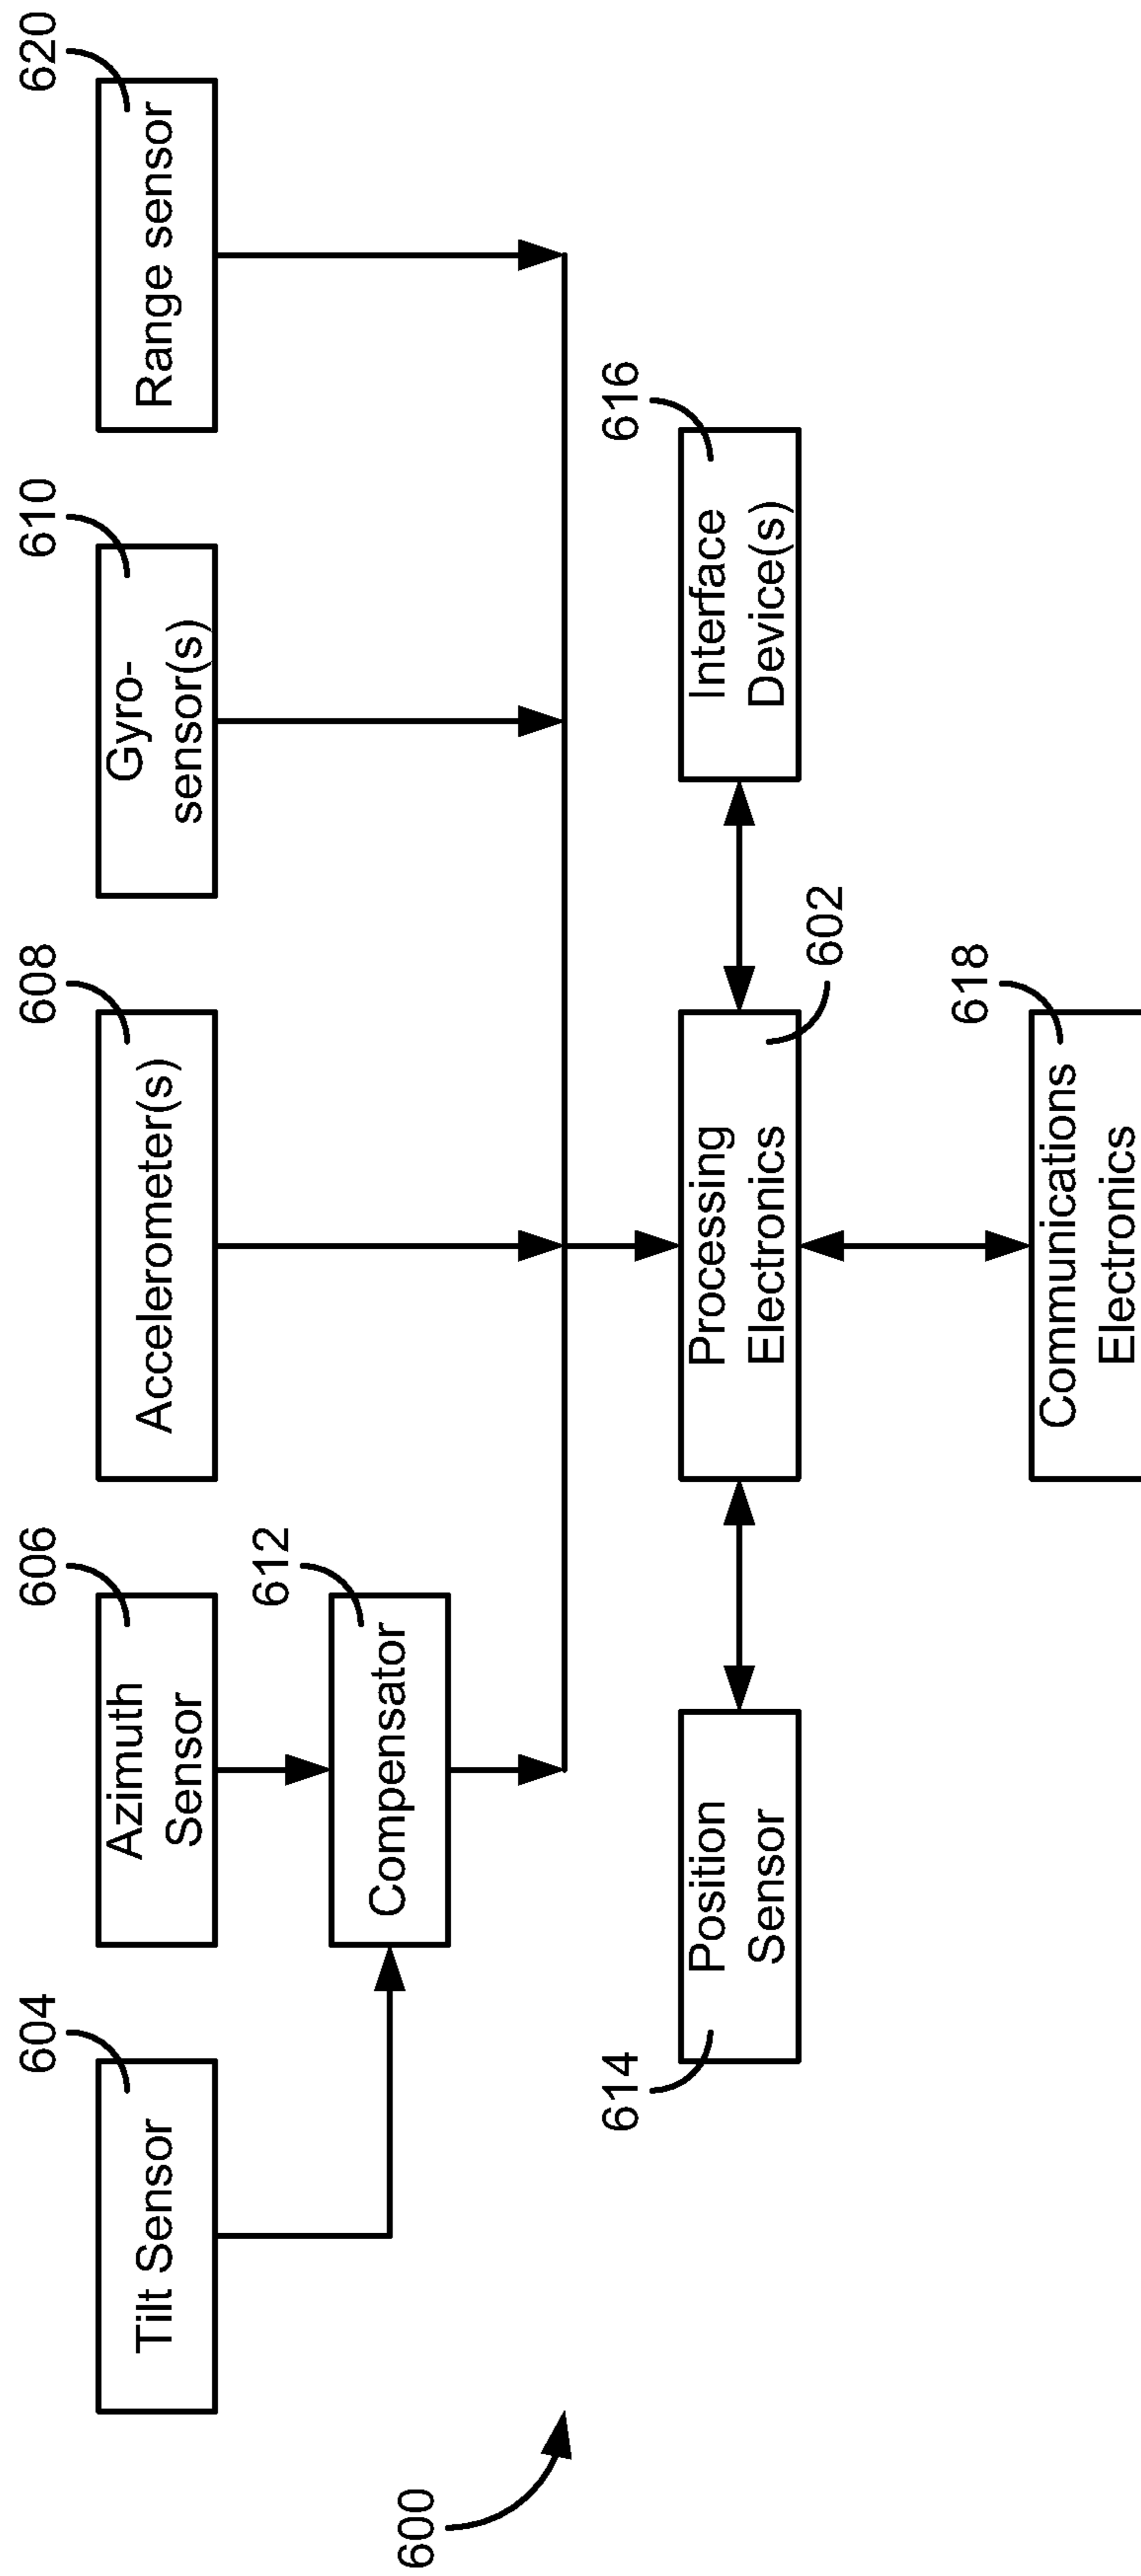 604
606
608
610
620
Tilt Sensor
Azimuth
Sensor
Accelerometer(s)
Gyro-
sensor(s)
Range sensor
612
Compensator
600
614
616
Position
Sensor
Processing
Electronics
Interface
Device(s)
602
618
Communications
Electronics